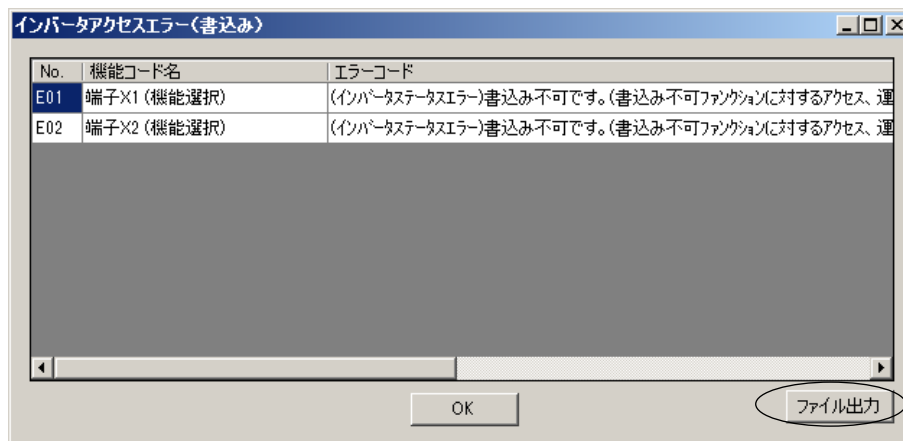 インバータアクセスエラー(書込み)
No. 機能コード名 エラーコード
E01 端子X1 (機能選択) (ｲﾝﾊﾞｰﾀｽﾃｰﾀｽｴﾗｰ)書込み不可です。(書込み不可ﾌｧﾝｸｼｮﾝに対するｱｸｾｽ、運
E02 端子X2 (機能選択) (ｲﾝﾊﾞｰﾀｽﾃｰﾀｽｴﾗｰ)書込み不可です。(書込み不可ﾌｧﾝｸｼｮﾝに対するｱｸｾｽ、運
OK ファイル出力